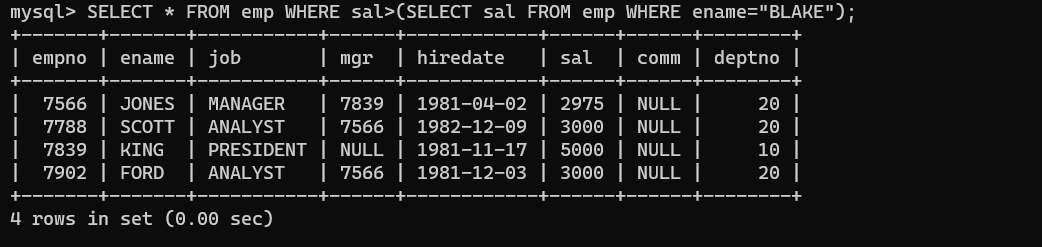 mysql> SELECT * FROM emp WHERE sal>(SELECT sal FROM emp WHERE ename="BLAKE");
+-------+-------+-----------+------+------------+------+------+--------+
| empno | ename | job       | mgr  | hiredate   | sal  | comm | deptno |
+-------+-------+-----------+------+------------+------+------+--------+
|  7566 | JONES | MANAGER   | 7839 | 1981-04-02 | 2975 | NULL |     20 |
|  7788 | SCOTT | ANALYST   | 7566 | 1982-12-09 | 3000 | NULL |     20 |
|  7839 | KING  | PRESIDENT | NULL | 1981-11-17 | 5000 | NULL |     10 |
|  7902 | FORD  | ANALYST   | 7566 | 1981-12-03 | 3000 | NULL |     20 |
+-------+-------+-----------+------+------------+------+------+--------+
4 rows in set (0.00 sec)